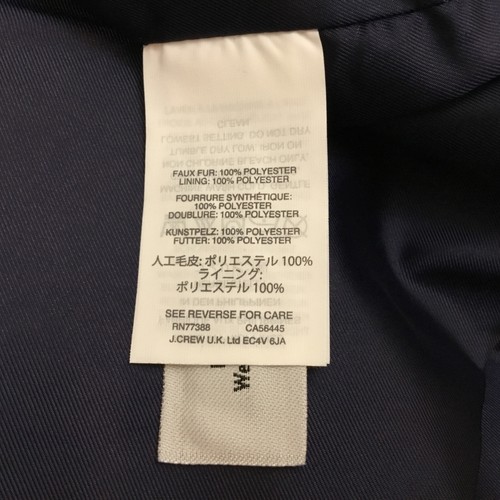 FAUX FUR: 100% POLYESTER
LINING: 100% POLYESTER
FOURRURE SYNTHÉTIQUE:
100% POLYESTER
DOUBLURE: 100% POLYESTER
KUNSTPELZ: 100% POLYESTER
FUTTER: 100% POLYESTER
人工毛皮: ポリエステル 100%
ライニング:
ポリエステル 100%
SEE REVERSE FOR CARE
RN77388 CA56445
J.CREW U.K. Ltd EC4V 6JA
We